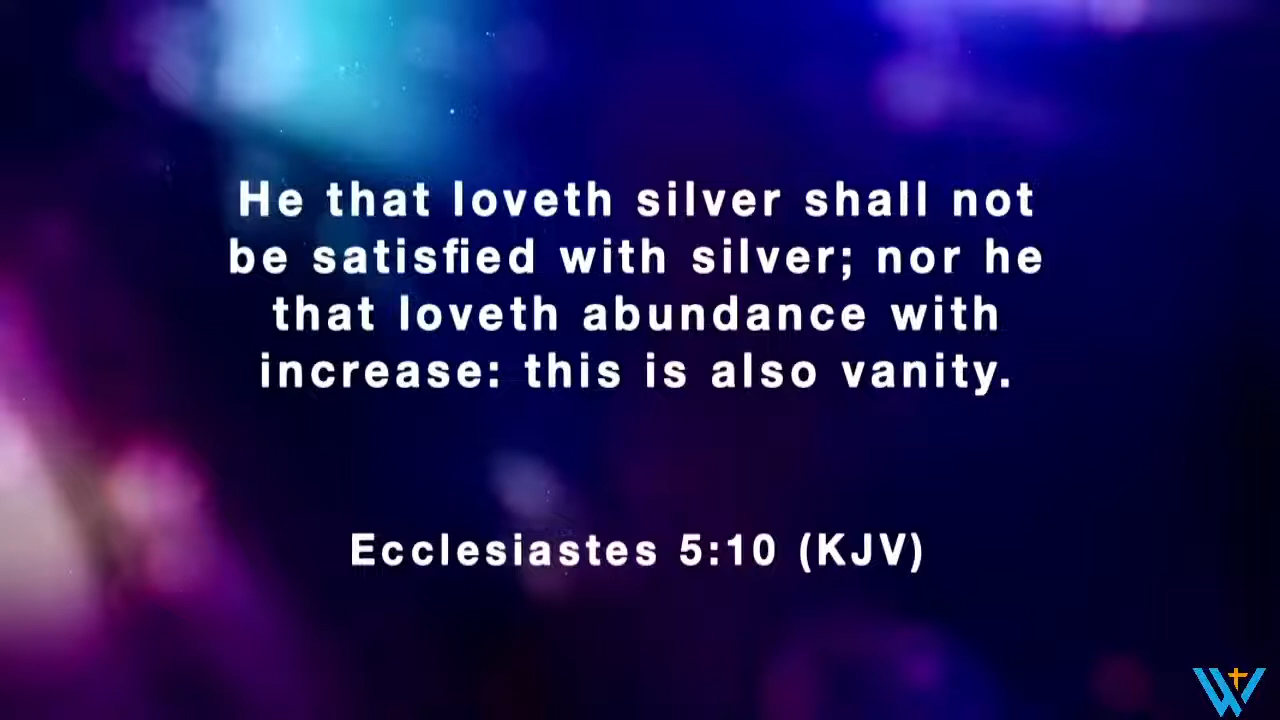 He that loveth silver shall not
be satisfied with silver; nor he
that loveth abundance with
increase: this is also vanity.
Ecclesiastes 5:10 (KJV)